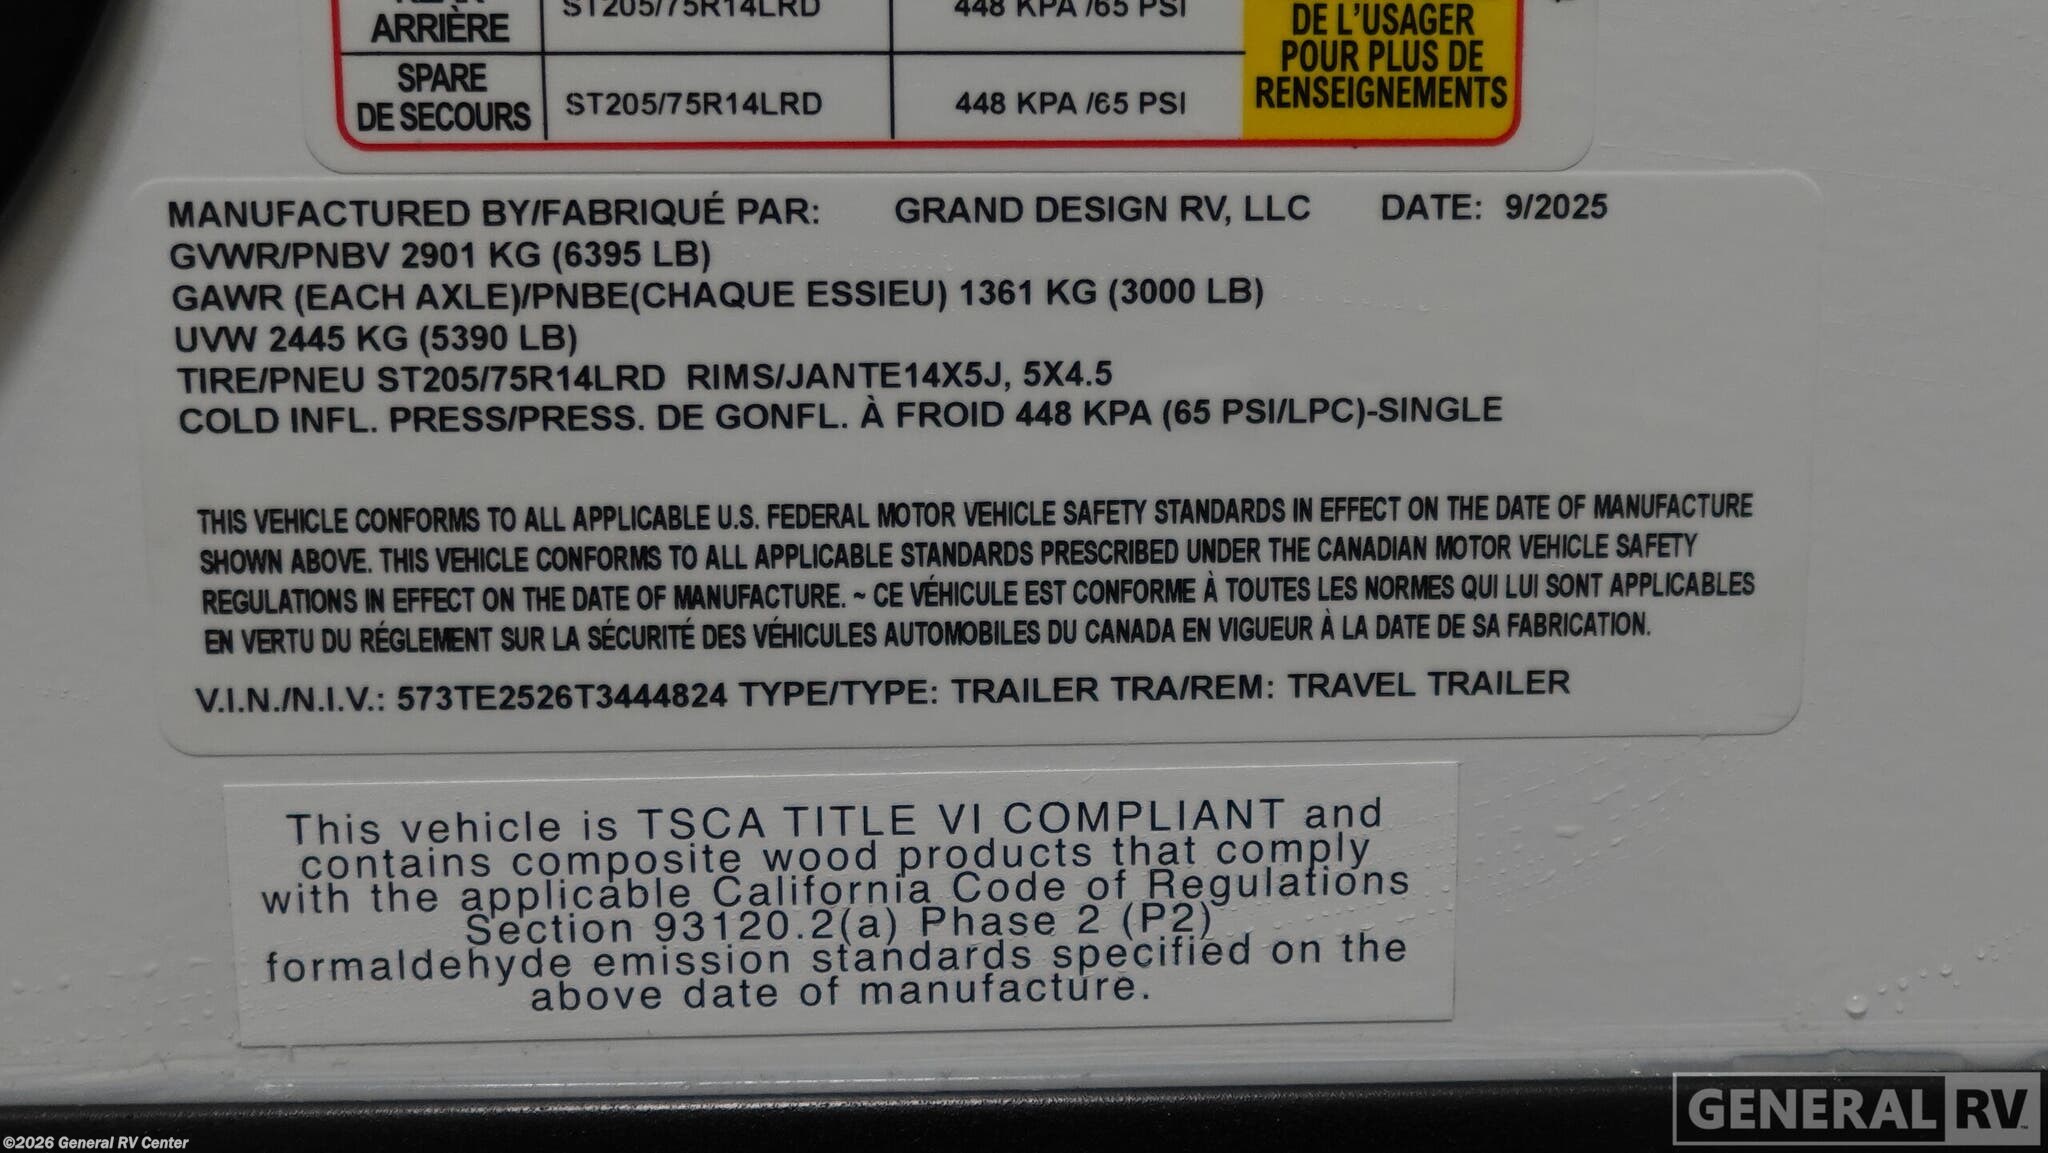 REAR ST205/75R14LRD 448 KPA /65 PSI
ARRIÈRE
DE L'USAGER
POUR PLUS DE
RENSEIGNEMENTS
SPARE
DE SECOURS ST205/75R14LRD 448 KPA /65 PSI
MANUFACTURED BY/FABRIQUÉ PAR: GRAND DESIGN RV, LLC DATE: 9/2025
GVWR/PNBV 2901 KG (6395 LB)
GAWR (EACH AXLE)/PNBE(CHAQUE ESSIEU) 1361 KG (3000 LB)
UVW 2445 KG (5390 LB)
TIRE/PNEU ST205/75R14LRD RIMS/JANTE14X5J, 5X4.5
COLD INFL. PRESS/PRESS. DE GONFL. À FROID 448 KPA (65 PSI/LPC)-SINGLE
THIS VEHICLE CONFORMS TO ALL APPLICABLE U.S. FEDERAL MOTOR VEHICLE SAFETY STANDARDS IN EFFECT ON THE DATE OF MANUFACTURE
SHOWN ABOVE. THIS VEHICLE CONFORMS TO ALL APPLICABLE STANDARDS PRESCRIBED UNDER THE CANADIAN MOTOR VEHICLE SAFETY
REGULATIONS IN EFFECT ON THE DATE OF MANUFACTURE. ~ CE VÉHICULE EST CONFORME À TOUTES LES NORMES QUI LUI SONT APPLICABLES
EN VERTU DU RÉGLEMENT SUR LA SÉCURITÉ DES VÉHICULES AUTOMOBILES DU CANADA EN VIGUEUR À LA DATE DE SA FABRICATION.
V.I.N./N.I.V.: 573TE2526T3444824 TYPE/TYPE: TRAILER TRA/REM: TRAVEL TRAILER
This vehicle is TSCA TITLE VI COMPLIANT and
contains composite wood products that comply
with the applicable California Code of Regulations
Section 93120.2(a) Phase 2 (P2)
formaldehyde emission standards specified on the
above date of manufacture.
GENERAL RV
©2026 General RV Center